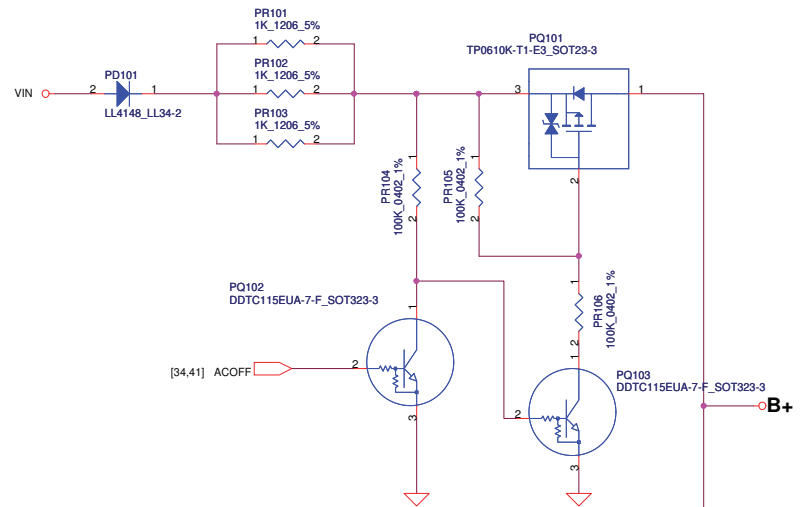 PR101
1K_1206_5%
1 2
PQ101
TP0610K-T1-E3_SOT23-3
PR102
1K_1206_5%
PD101
VIN 2 1 1 2 3 1
LL4148_LL34-2
PR103
1K_1206_5%
1 2
PR104
100K_0402_1%
1
2
PR105
100K_0402_1%
1
2
2
PQ102
DDTC115EUA-7-F_SOT323-3
1
PR106
100K_0402_1%
1
2
[34,41] ACOFF 2
3
1
PQ103
DDTC115EUA-7-F_SOT323-3
2
3
B+